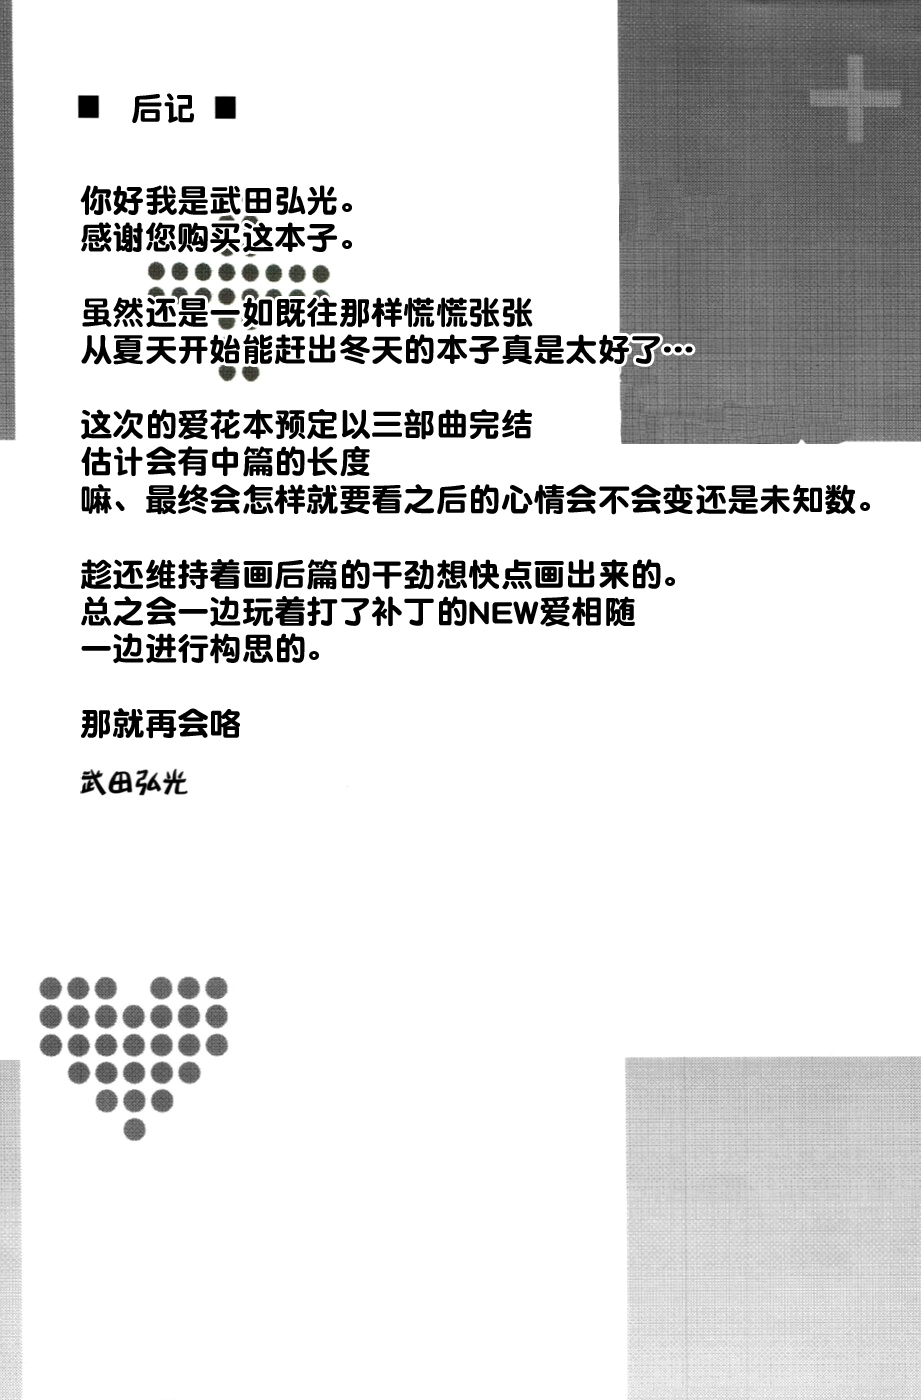 ■ 后记 ■
你好我是武田弘光。
感谢您购买这本子。
虽然还是一如既往那样慌慌张张
从夏天开始能赶出冬天的本子真是太好了…
这次的爱花本预定以三部曲完结
估计会有中篇的长度
嘛、最终会怎样就要看之后的心情会不会变还是未知数。
趁还维持着画后篇的干劲想快点画出来的。
总之会一边玩着打了补丁的NEW爱相随
一边进行构思的。
那就再会咯
武田弘光